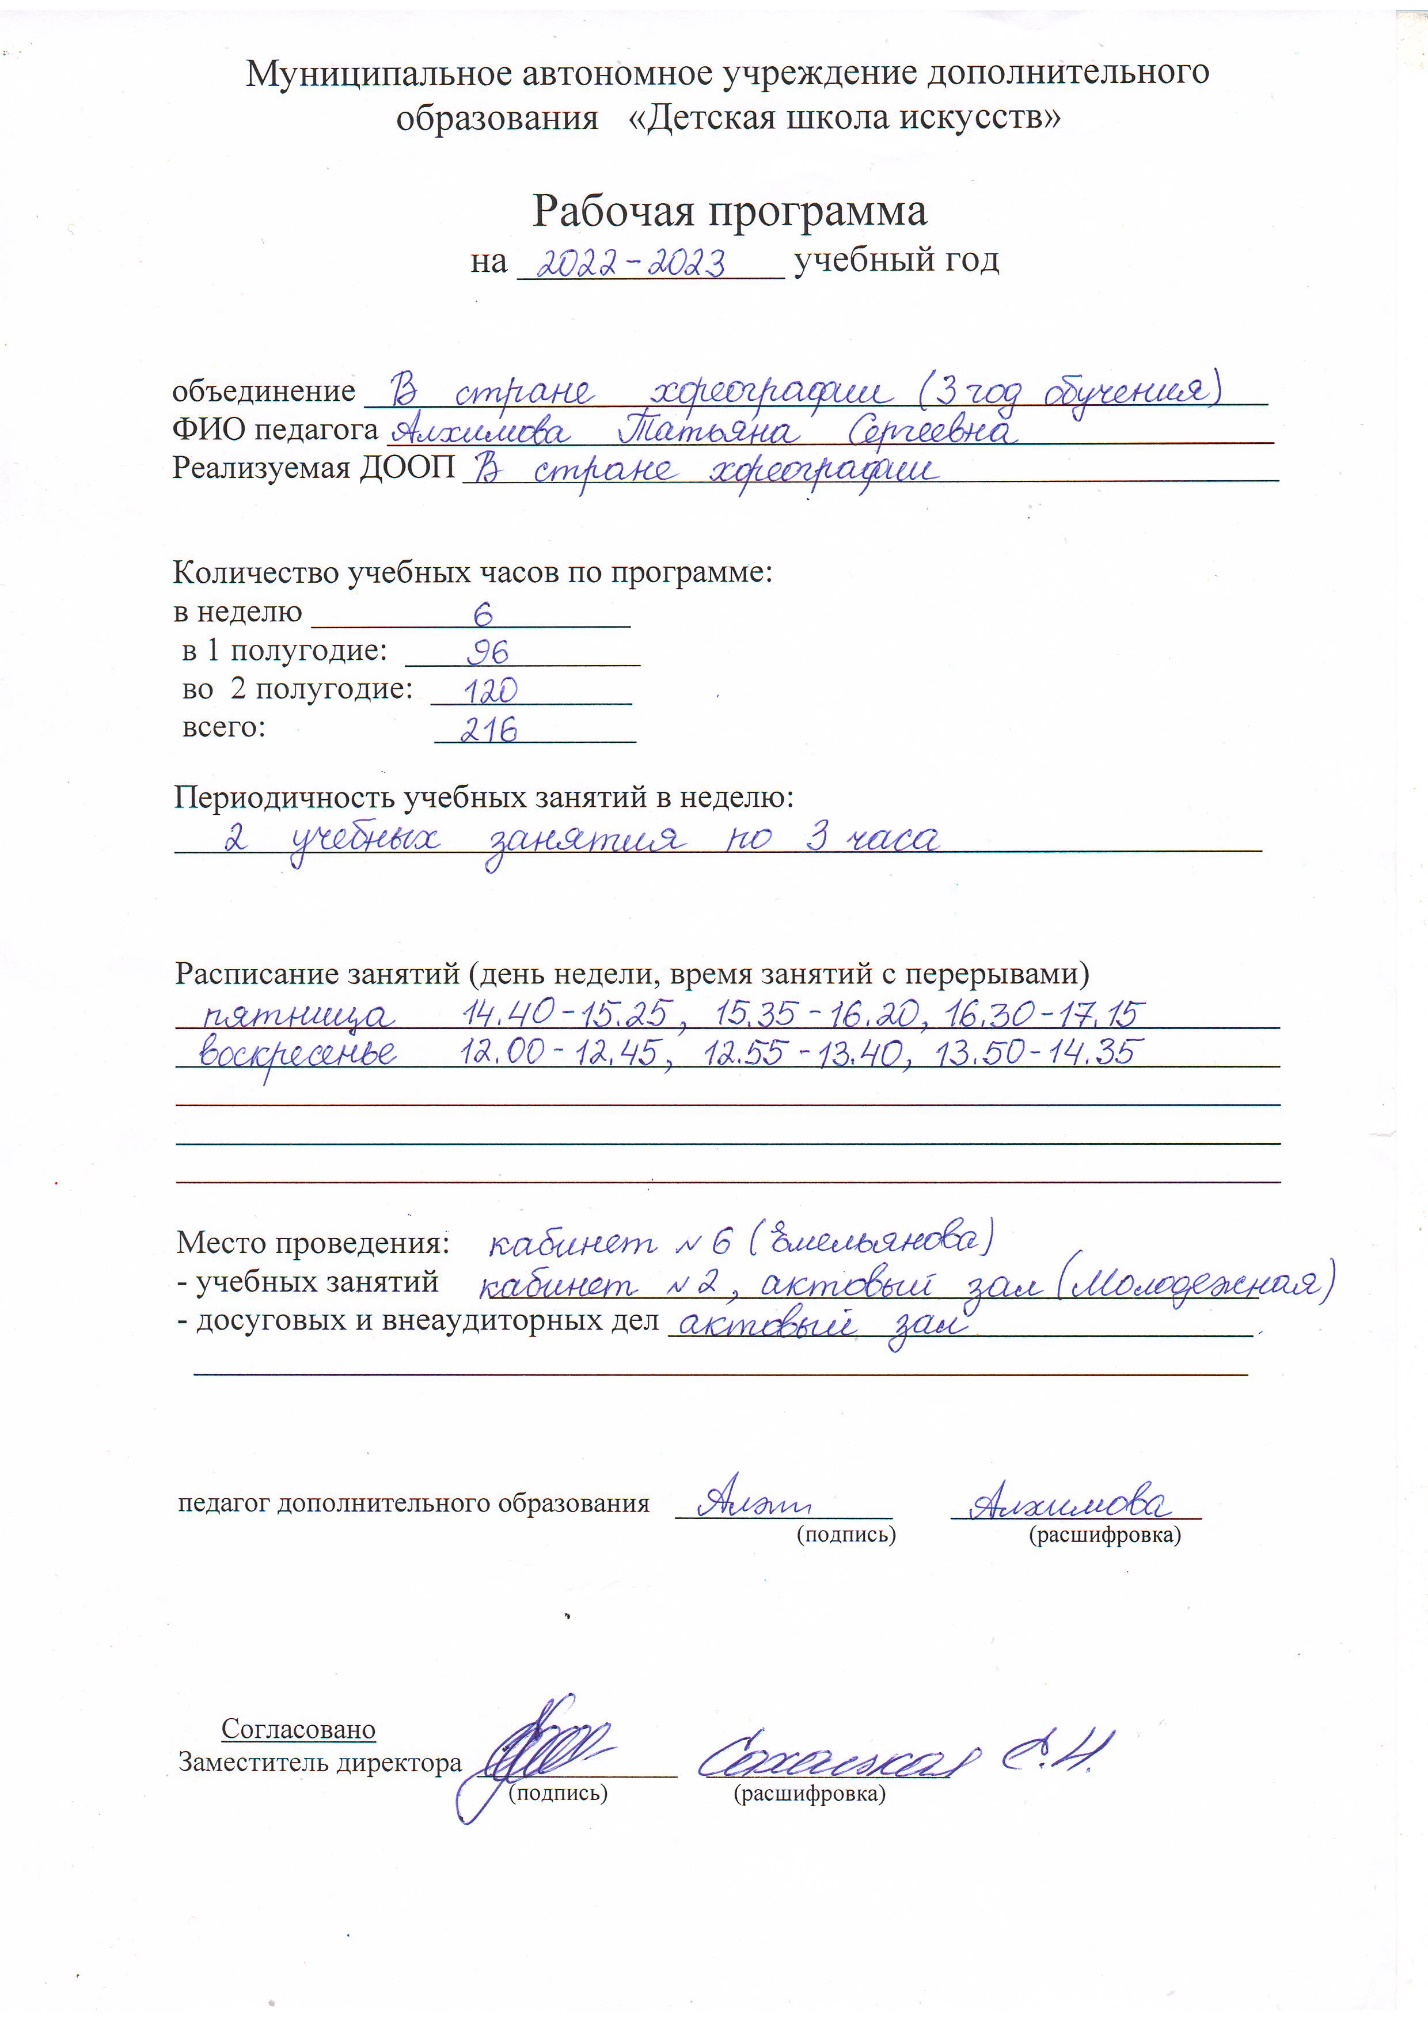 Муниципальное автономное учреждение дополнительного
образования «Детская школа искусств»
Рабочая программа
на 2022-2023 учебный год
объединение В стране хореографии (3 год обучения)
ФИО педагога Алхимова Татьяна Сергеевна
Реализуемая ДООП В стране хореографии
Количество учебных часов по программе:
в неделю 6
в 1 полугодие: 96
во 2 полугодие: 120
всего: 216
Периодичность учебных занятий в неделю:
2 учебных занятия по 3 часа
Расписание занятий (день недели, время занятий с перерывами)
пятница 14.40-15.25, 15.35-16.20, 16.30-17.15
воскресенье 12.00-12.45, 12.55-13.40, 13.50-14.35
Место проведения: кабинет №6 (Емельянова)
- учебных занятий кабинет №2, актовый зал (Молодежная)
- досуговых и внеаудиторных дел актовый зал
педагог дополнительного образования Алхимова
(подпись) (расшифровка)
Согласовано
Заместитель директора
(подпись) (расшифровка)